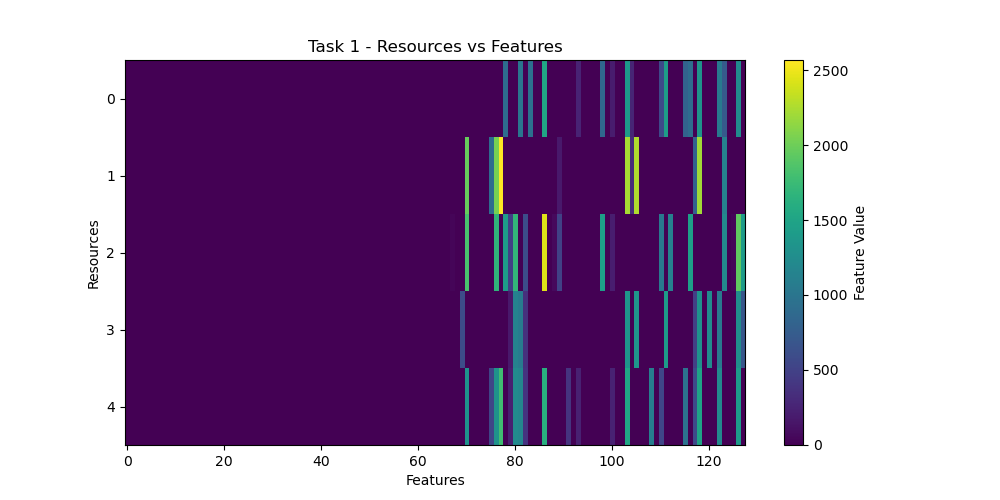 Task 1 - Resources vs Features
Resources
0
1
2
3
4
0 20 40 60 80 100 120
Features
2500
2000
1500
1000
500
0
Feature Value